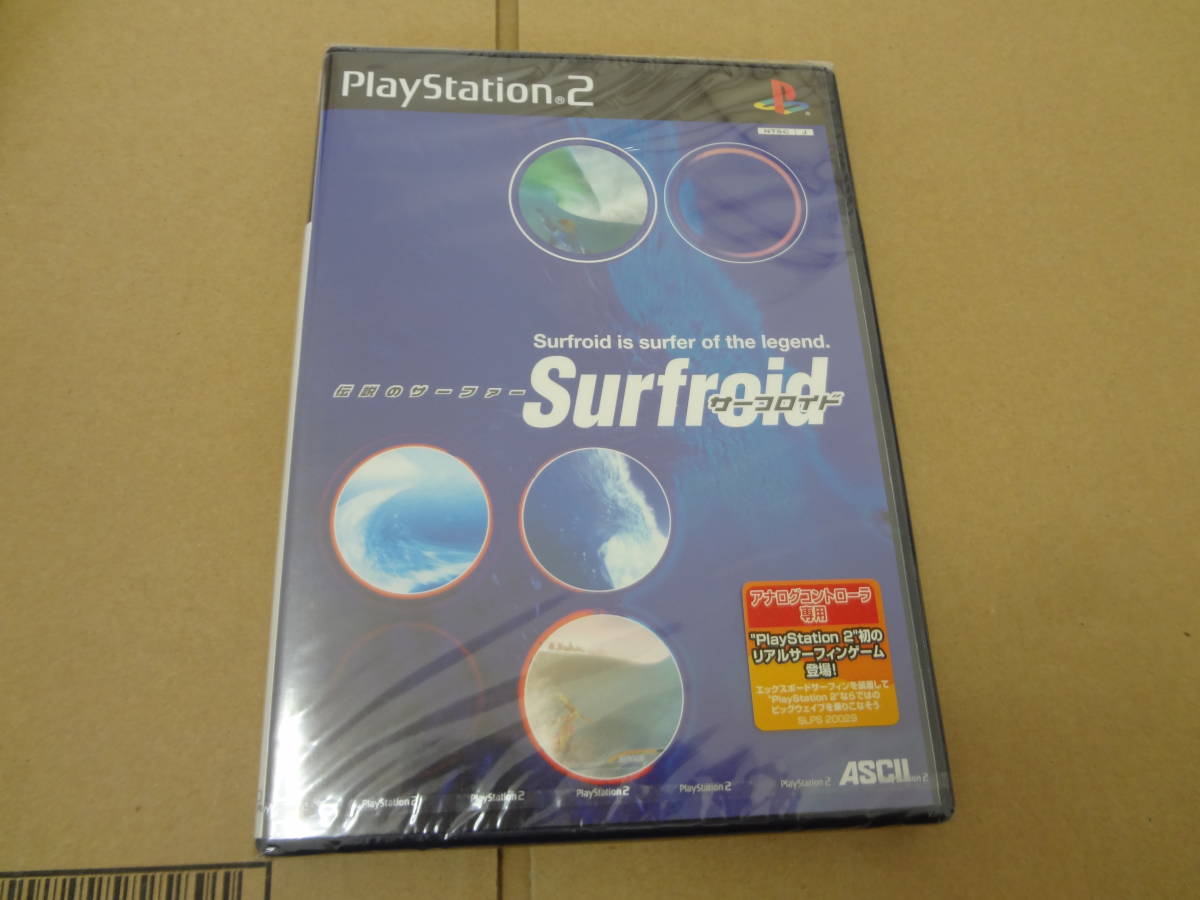 PlayStation®2
NTSC J
Surfroid is surfer of the legend.
伝説のサーファー
Surfroid
サーフロイド
アナログコントローラ
専用
"PlayStation 2"初の
リアルサーフィンゲーム
登場!
エックスボードサーフィンを装着して
"PlayStation 2"ならではの
ビッグウェイブを乗りこなそう
SLPS 20029
ASCII
PlayStation 2 PlayStation 2 PlayStation 2 PlayStation 2 PlayStation 2